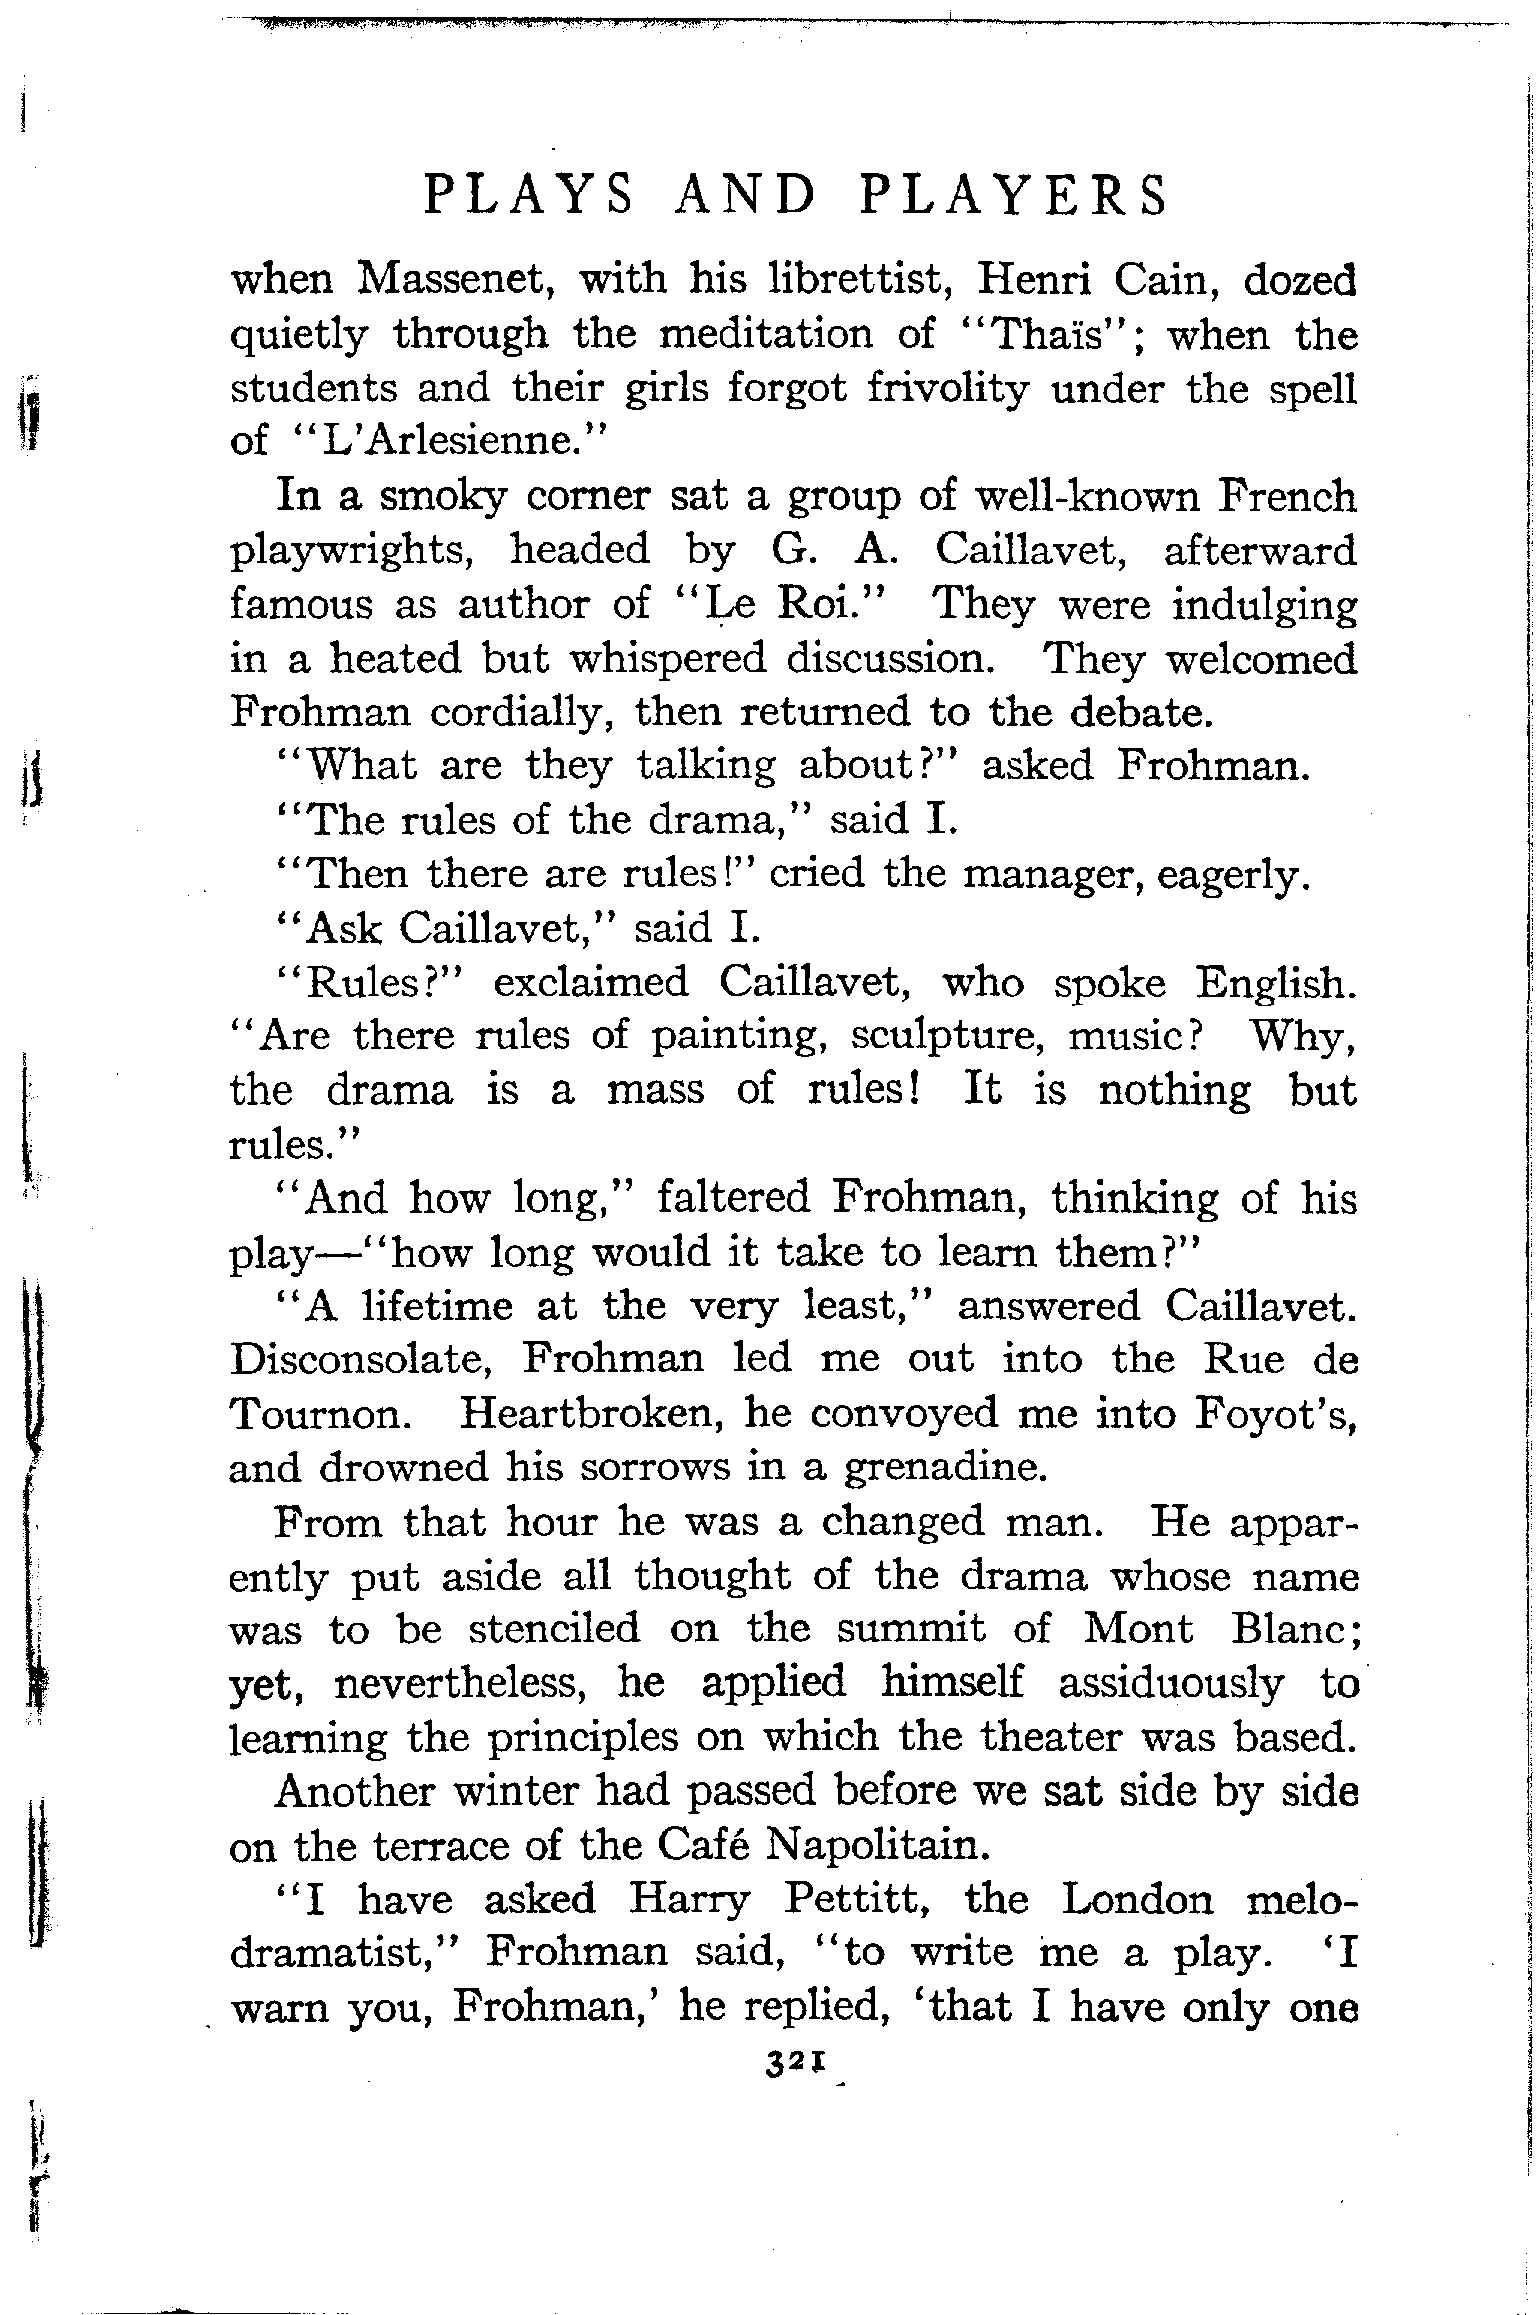 PLAYS AND PLAYERS
when Massenet, with his librettist, Henri Cain, dozed
quietly through the meditation of "Thaïs"; when the
students and their girls forgot frivolity under the spell
of "L'Arlesienne."
In a smoky corner sat a group of well-known French
playwrights, headed by G. A. Caillavet, afterward
famous as author of "Le Roi." They were indulging
in a heated but whispered discussion. They welcomed
Frohman cordially, then returned to the debate.
"What are they talking about?" asked Frohman.
"The rules of the drama," said I.
"Then there are rules!" cried the manager, eagerly.
"Ask Caillavet," said I.
"Rules?" exclaimed Caillavet, who spoke English.
"Are there rules of painting, sculpture, music? Why,
the drama is a mass of rules! It is nothing but
rules."
"And how long," faltered Frohman, thinking of his
play—"how long would it take to learn them?"
"A lifetime at the very least," answered Caillavet.
Disconsolate, Frohman led me out into the Rue de
Tournon. Heartbroken, he convoyed me into Foyot's,
and drowned his sorrows in a grenadine.
From that hour he was a changed man. He appar-
ently put aside all thought of the drama whose name
was to be stenciled on the summit of Mont Blanc;
yet, nevertheless, he applied himself assiduously to
learning the principles on which the theater was based.
Another winter had passed before we sat side by side
on the terrace of the Café Napolitain.
"I have asked Harry Pettitt, the London melo-
dramatist," Frohman said, "to write me a play. 'I
warn you, Frohman,' he replied, 'that I have only one
321